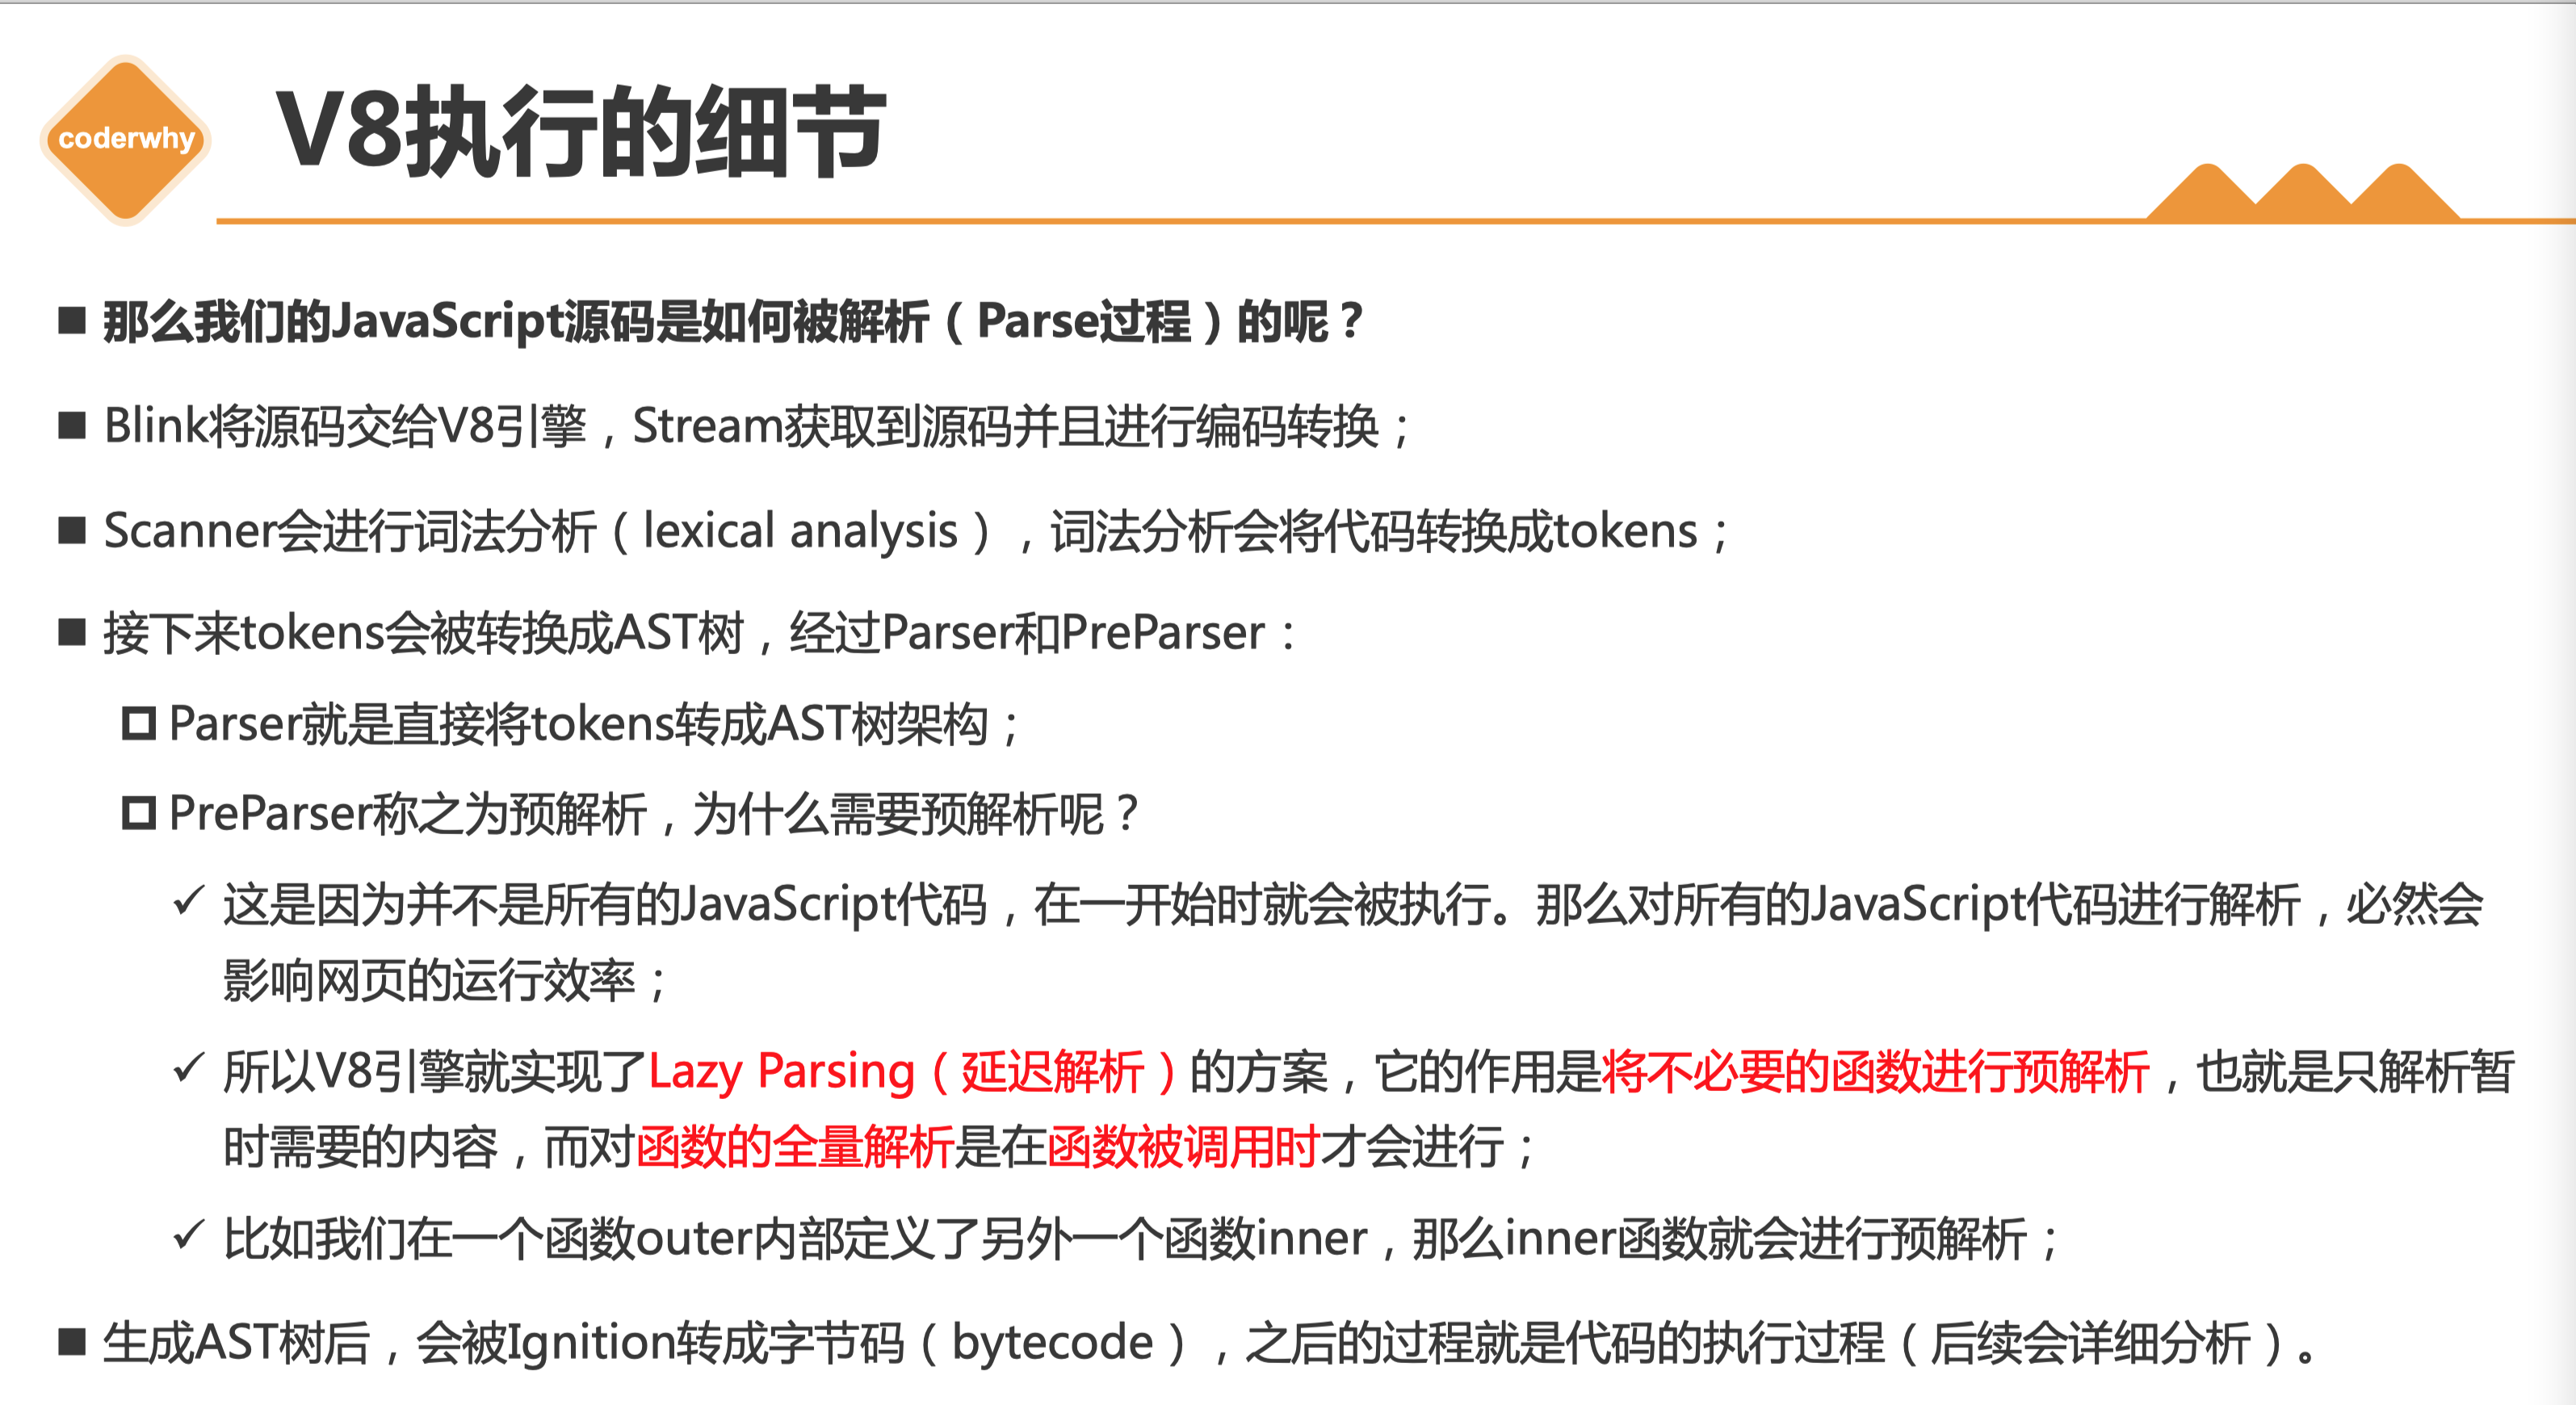 coderwhy
V8执行的细节
那么我们的JavaScript源码是如何被解析（Parse过程）的呢？
Blink将源码交给V8引擎，Stream获取到源码并且进行编码转换；
Scanner会进行词法分析（lexical analysis），词法分析会将代码转换成tokens；
接下来tokens会被转换成AST树，经过Parser和PreParser：
Parser就是直接将tokens转成AST树架构；
PreParser称之为预解析，为什么需要预解析呢？
这是因为并不是所有的JavaScript代码，在一开始时就会被执行。那么对所有的JavaScript代码进行解析，必然会
影响网页的运行效率；
所以V8引擎就实现了Lazy Parsing（延迟解析）的方案，它的作用是将不必要的函数进行预解析，也就是只解析暂
时需要的内容，而对函数的全量解析是在函数被调用时才会进行；
比如我们在一个函数outer内部定义了另外一个函数inner，那么inner函数就会进行预解析；
生成AST树后，会被Ignition转成字节码（bytecode），之后的过程就是代码的执行过程（后续会详细分析）。